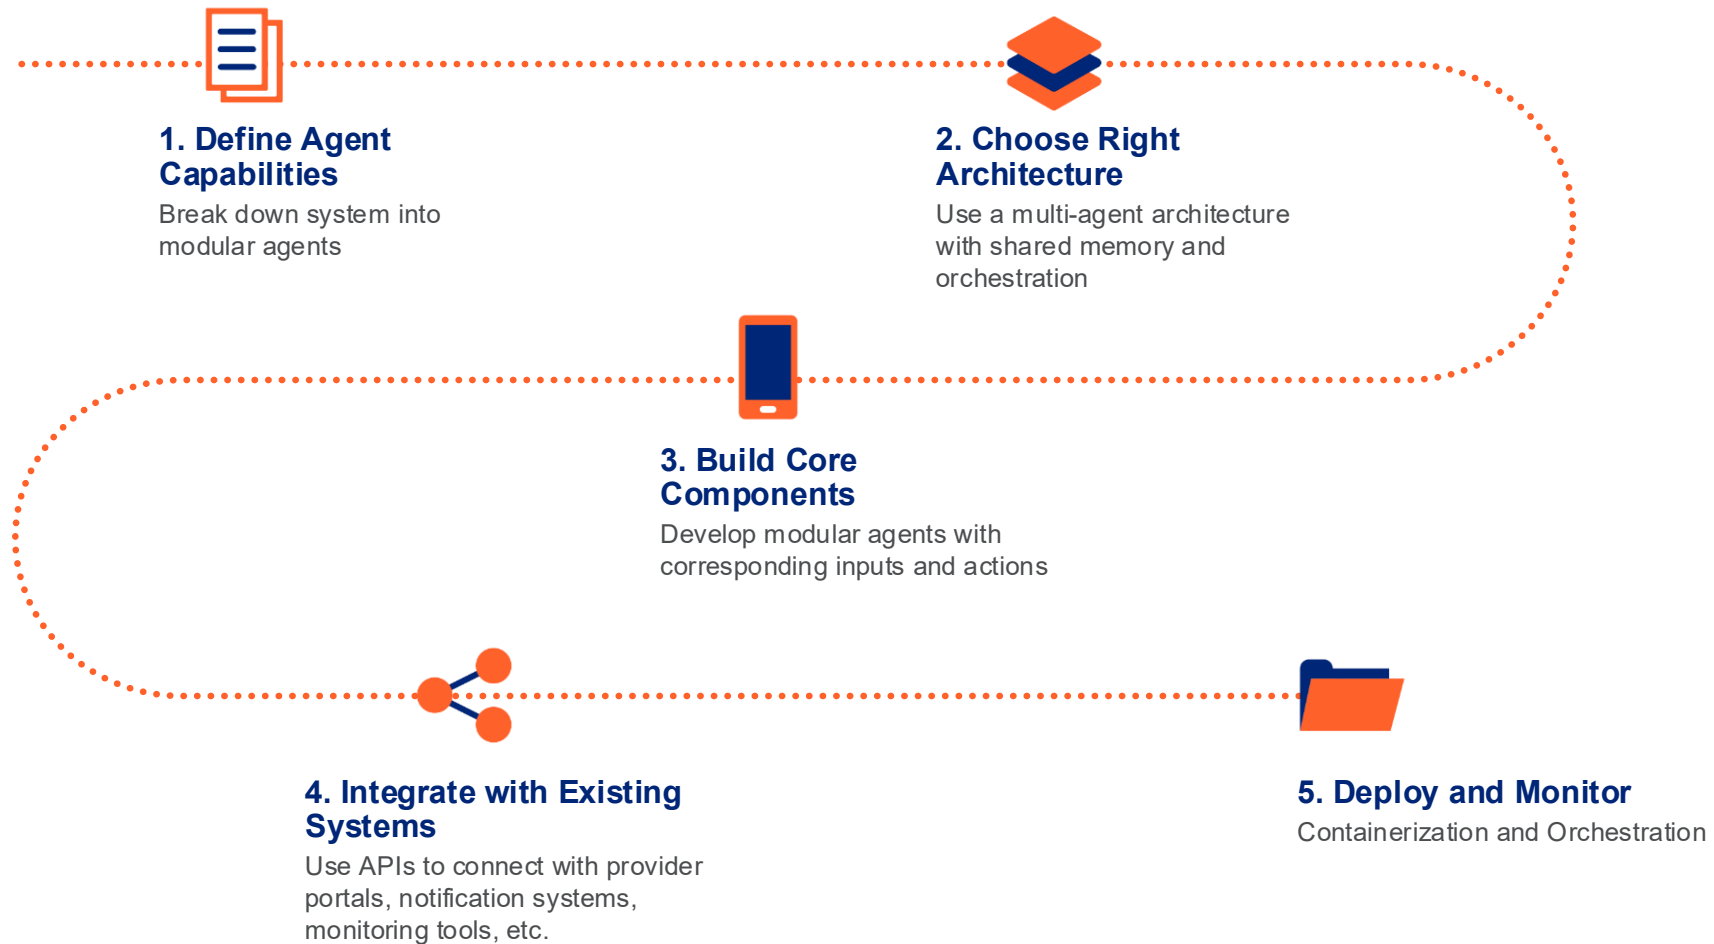 1. Define Agent
Capabilities
Break down system into
modular agents
2. Choose Right
Architecture
Use a multi-agent architecture
with shared memory and
orchestration
3. Build Core
Components
Develop modular agents with
corresponding inputs and actions
4. Integrate with Existing
Systems
Use APIs to connect with provider
portals, notification systems,
monitoring tools, etc.
5. Deploy and Monitor
Containerization and Orchestration